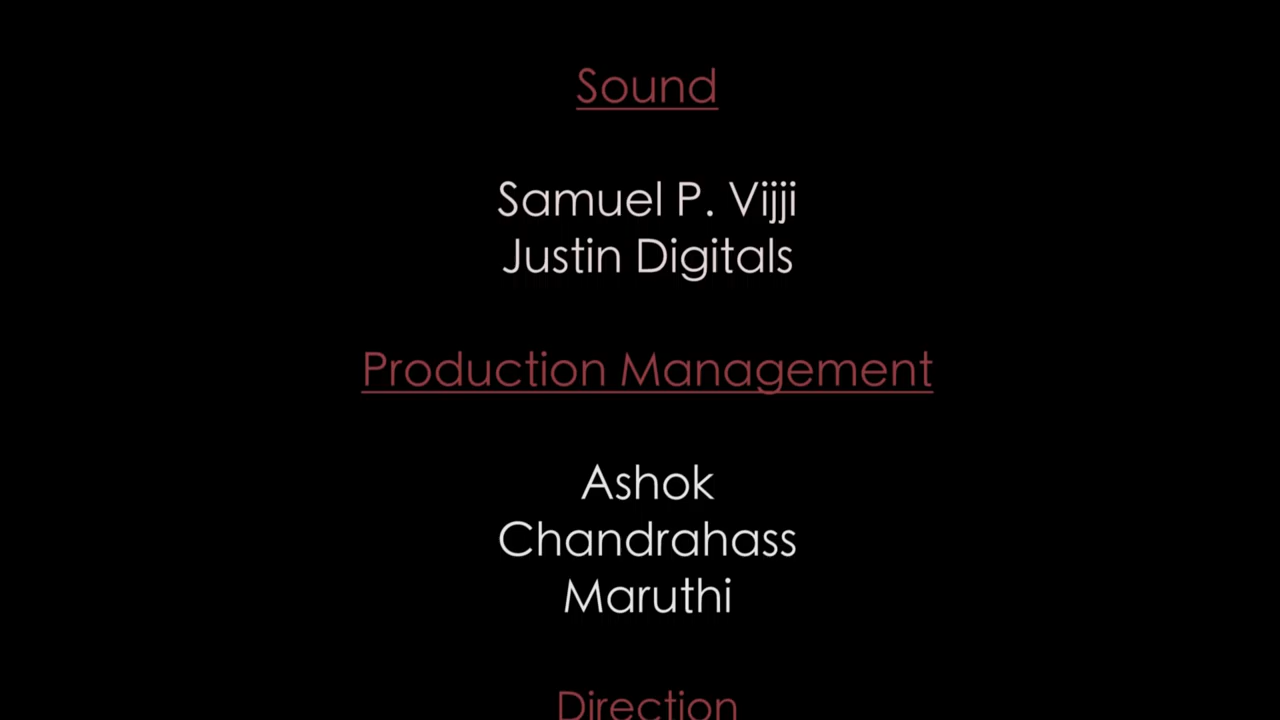 Sound
Samuel P. Vijji
Justin Digitals
Production Management
Ashok
Chandrahass
Maruthi
Direction